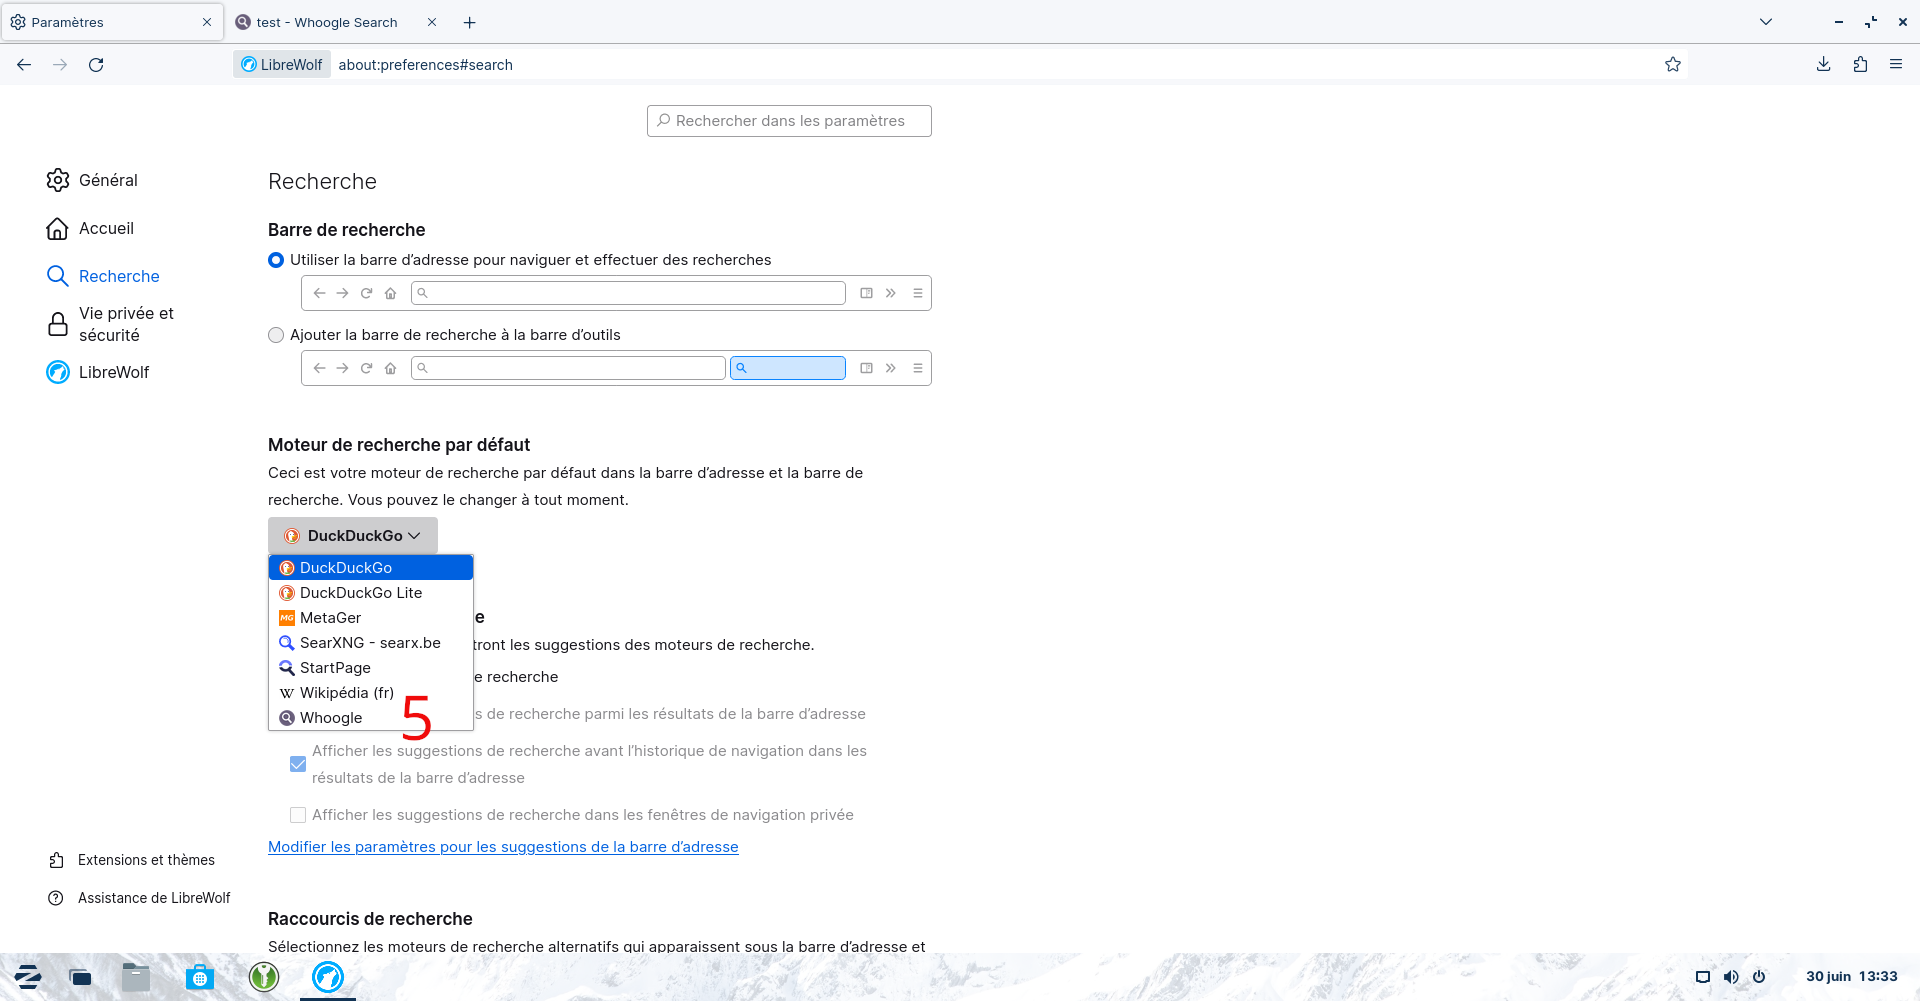 Paramètres
test - Whoogle Search
LibreWolf
about:preferences#search
Rechercher dans les paramètres
Général
Accueil
Recherche
Vie privée et
sécurité
LibreWolf
Recherche
Barre de recherche
Utiliser la barre d’adresse pour naviguer et effectuer des recherches
Ajouter la barre de recherche à la barre d’outils
Moteur de recherche par défaut
Ceci est votre moteur de recherche par défaut dans la barre d’adresse et la barre de
recherche. Vous pouvez le changer à tout moment.
DuckDuckGo
DuckDuckGo
DuckDuckGo Lite
MG MetaGer
SearXNG - searx.be
StartPage
W Wikipédia (fr)
Whoogle
5
les suggestions des moteurs de recherche.
recherche
de recherche parmi les résultats de la barre d’adresse
Afficher les suggestions de recherche avant l’historique de navigation dans les
résultats de la barre d’adresse
Afficher les suggestions de recherche dans les fenêtres de navigation privée
Modifier les paramètres pour les suggestions de la barre d’adresse
Extensions et thèmes
Assistance de LibreWolf
Raccourcis de recherche
Sélectionnez les moteurs de recherche alternatifs qui apparaissent sous la barre d’adresse et
30 juin 13:33